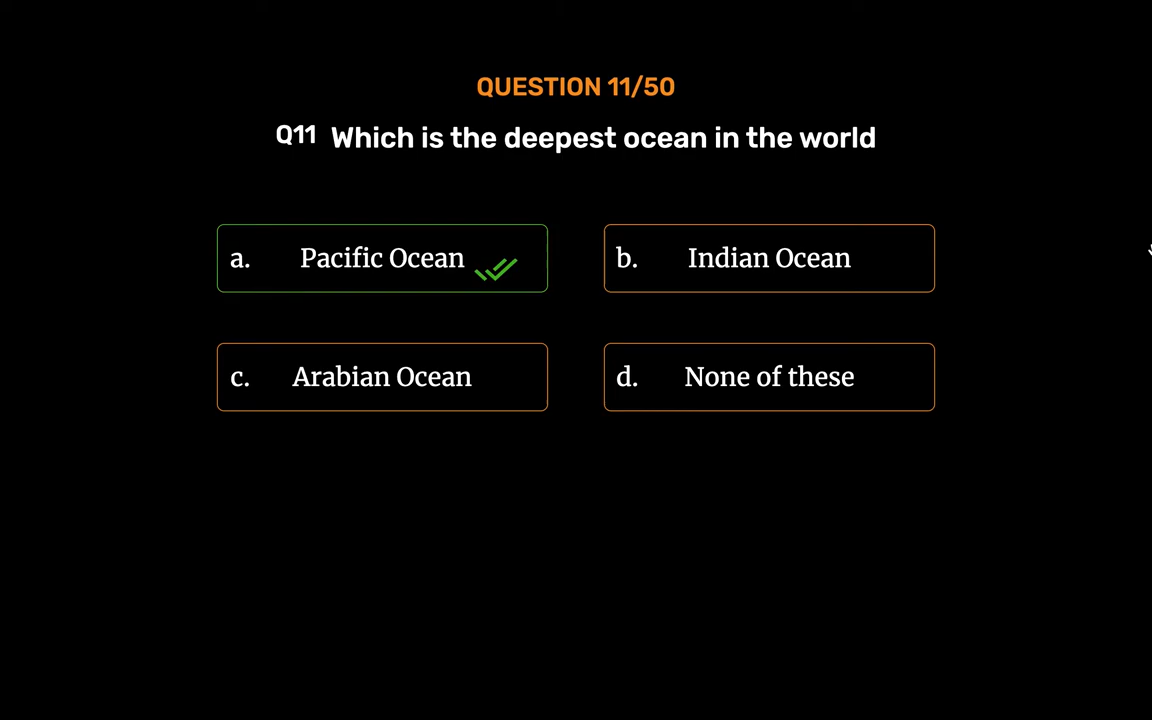 QUESTION 11/50
Q11 Which is the deepest ocean in the world
a. Pacific Ocean
b. Indian Ocean
c. Arabian Ocean
d. None of these